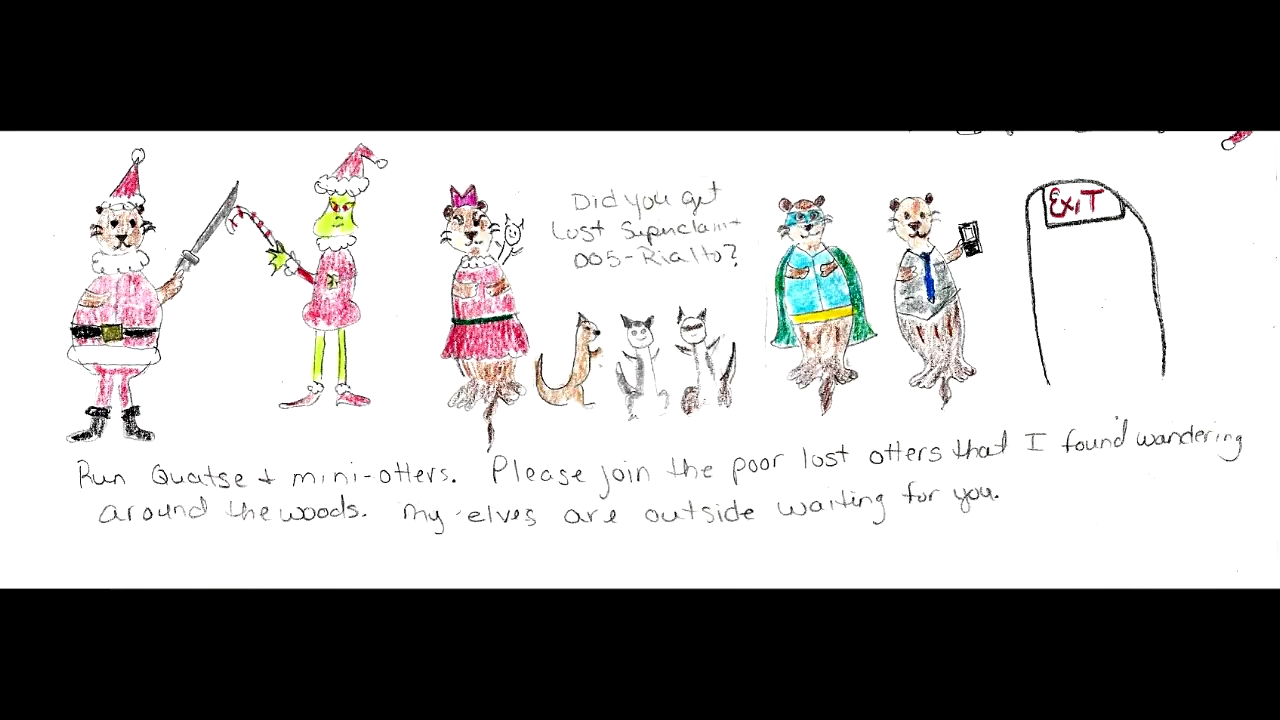 Did you get
Lost Superclaim
005-Rialto?
EXIT
Run Quatse + mini-otters. Please join the poor lost otters that I found wandering
around the woods. My elves are outside waiting for you.